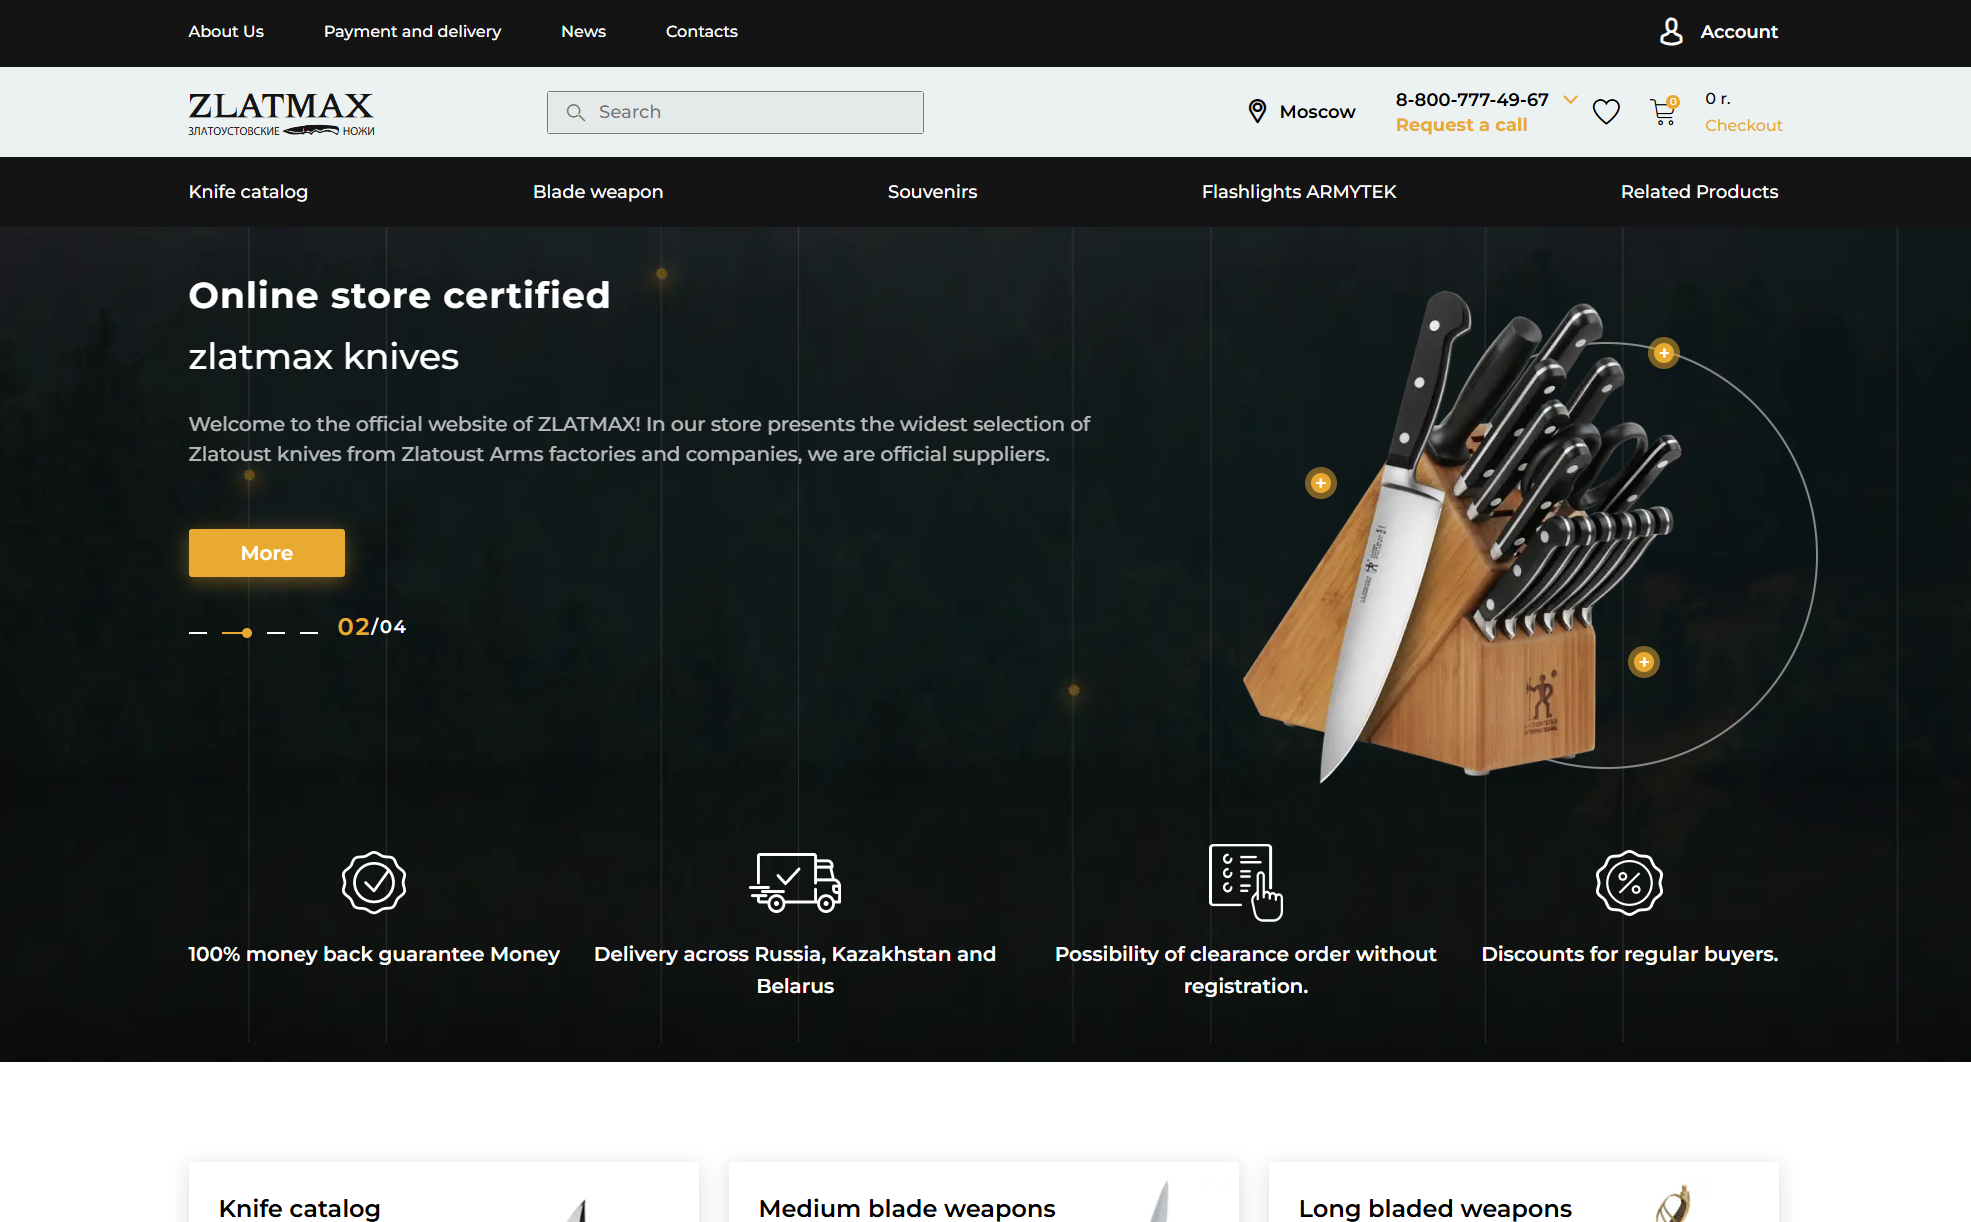 About Us
Payment and delivery
News
Contacts
Account
ZLATMAX
ЗЛАТОУСТОВСКИЕ НОЖИ
Search
Moscow
8-800-777-49-67
Request a call
0
0 r.
Checkout
Knife catalog
Blade weapon
Souvenirs
Flashlights ARMYTEK
Related Products
Online store certified
zlatmax knives
Welcome to the official website of ZLATMAX! In our store presents the widest selection of
Zlatoust knives from Zlatoust Arms factories and companies, we are official suppliers.
More
02/04
100% money back guarantee Money
Delivery across Russia, Kazakhstan and
Belarus
Possibility of clearance order without
registration.
Discounts for regular buyers.
Knife catalog
Medium blade weapons
Long bladed weapons